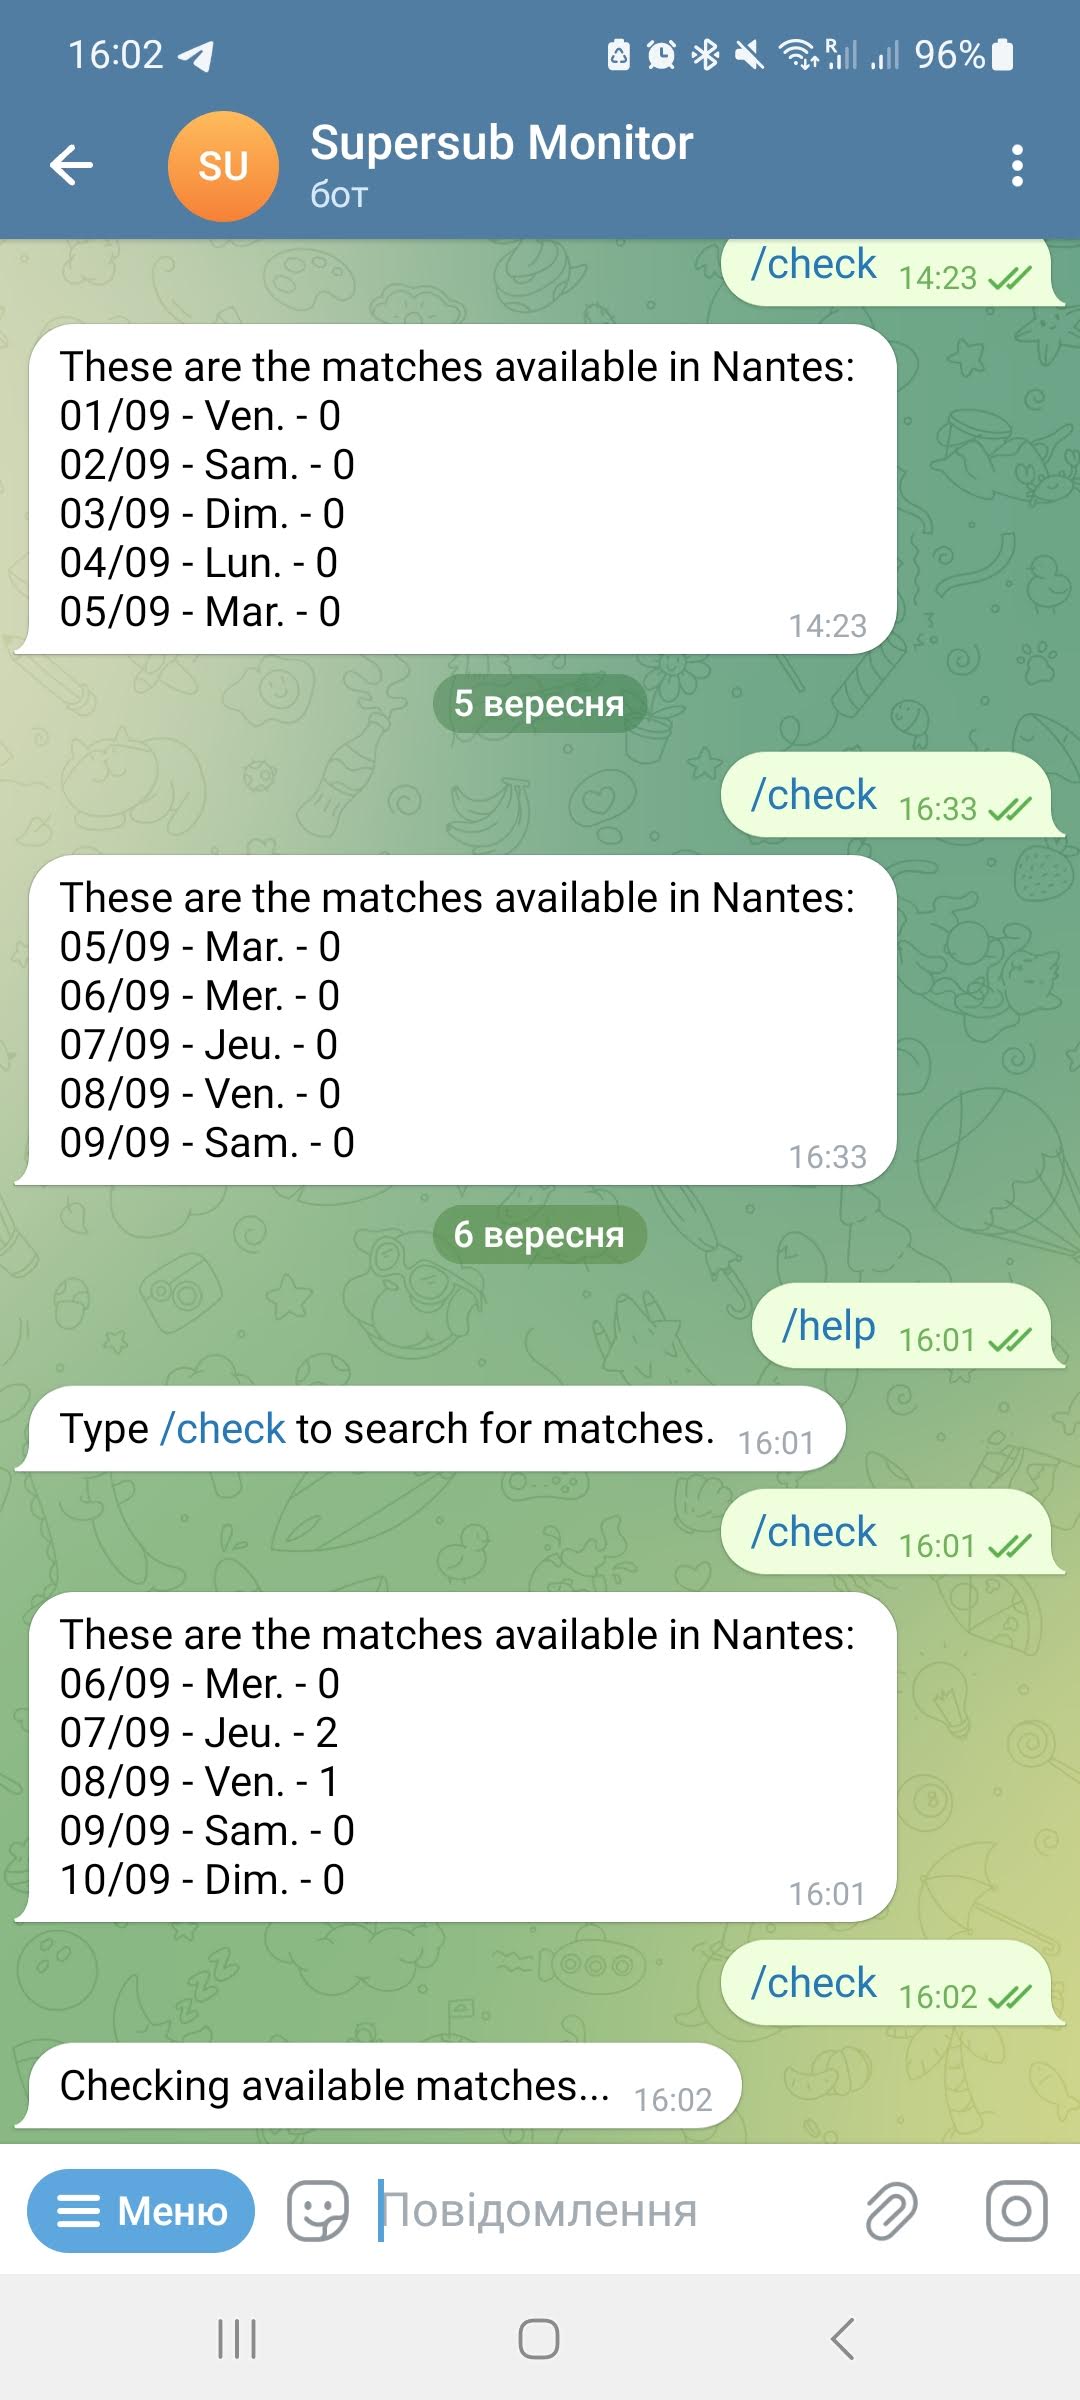 16:02
R
96%
SU
Supersub Monitor
бот
/check 14:23
These are the matches available in Nantes:
01/09 - Ven. - 0
02/09 - Sam. - 0
03/09 - Dim. - 0
04/09 - Lun. - 0
05/09 - Mar. - 0
14:23
5 вересня
/check 16:33
These are the matches available in Nantes:
05/09 - Mar. - 0
06/09 - Mer. - 0
07/09 - Jeu. - 0
08/09 - Ven. - 0
09/09 - Sam. - 0
16:33
6 вересня
/help 16:01
Type /check to search for matches. 16:01
/check 16:01
These are the matches available in Nantes:
06/09 - Mer. - 0
07/09 - Jeu. - 2
08/09 - Ven. - 1
09/09 - Sam. - 0
10/09 - Dim. - 0
16:01
/check 16:02
Checking available matches... 16:02
Меню
Повідомлення